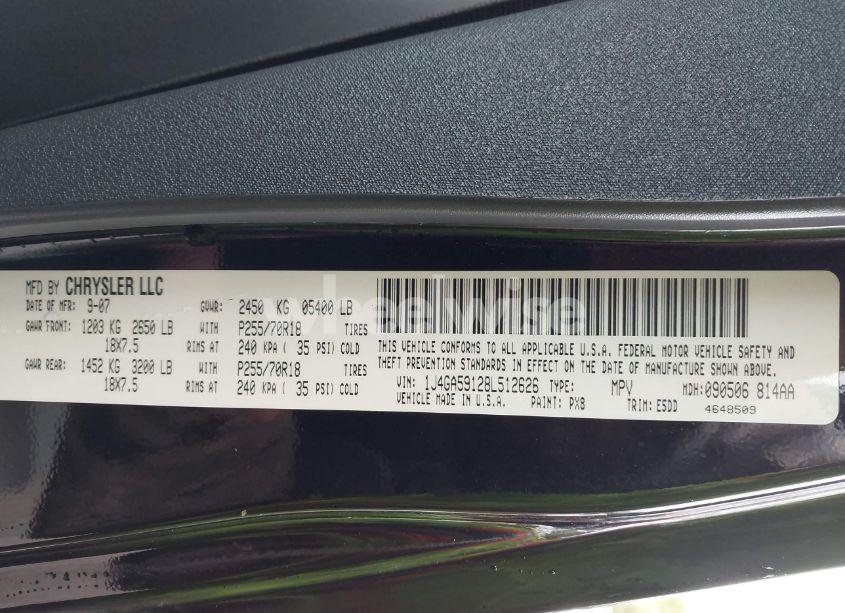 MFD BY CHRYSLER LLC
DATE OF MFR: 9-07 GVWR: 2450 KG 05400 LB
GAWR FRONT: 1203 KG 2650 LB WITH P255/70R18 TIRES
18X7.5 RIMS AT 240 KPA ( 35 PSI) COLD
GAWR REAR: 1452 KG 3200 LB WITH P255/70R18 TIRES
18X7.5 RIMS AT 240 KPA ( 35 PSI) COLD
THIS VEHICLE CONFORMS TO ALL APPLICABLE U.S.A. FEDERAL MOTOR VEHICLE SAFETY AND
THEFT PREVENTION STANDARDS IN EFFECT ON THE DATE OF MANUFACTURE SHOWN ABOVE.
VIN: 1J4GA59128L512626 TYPE: MPV MDH: 090506 814AA
VEHICLE MADE IN U.S.A. PAINT: PX8 TRIM: E5DD 4648509
wheelwise